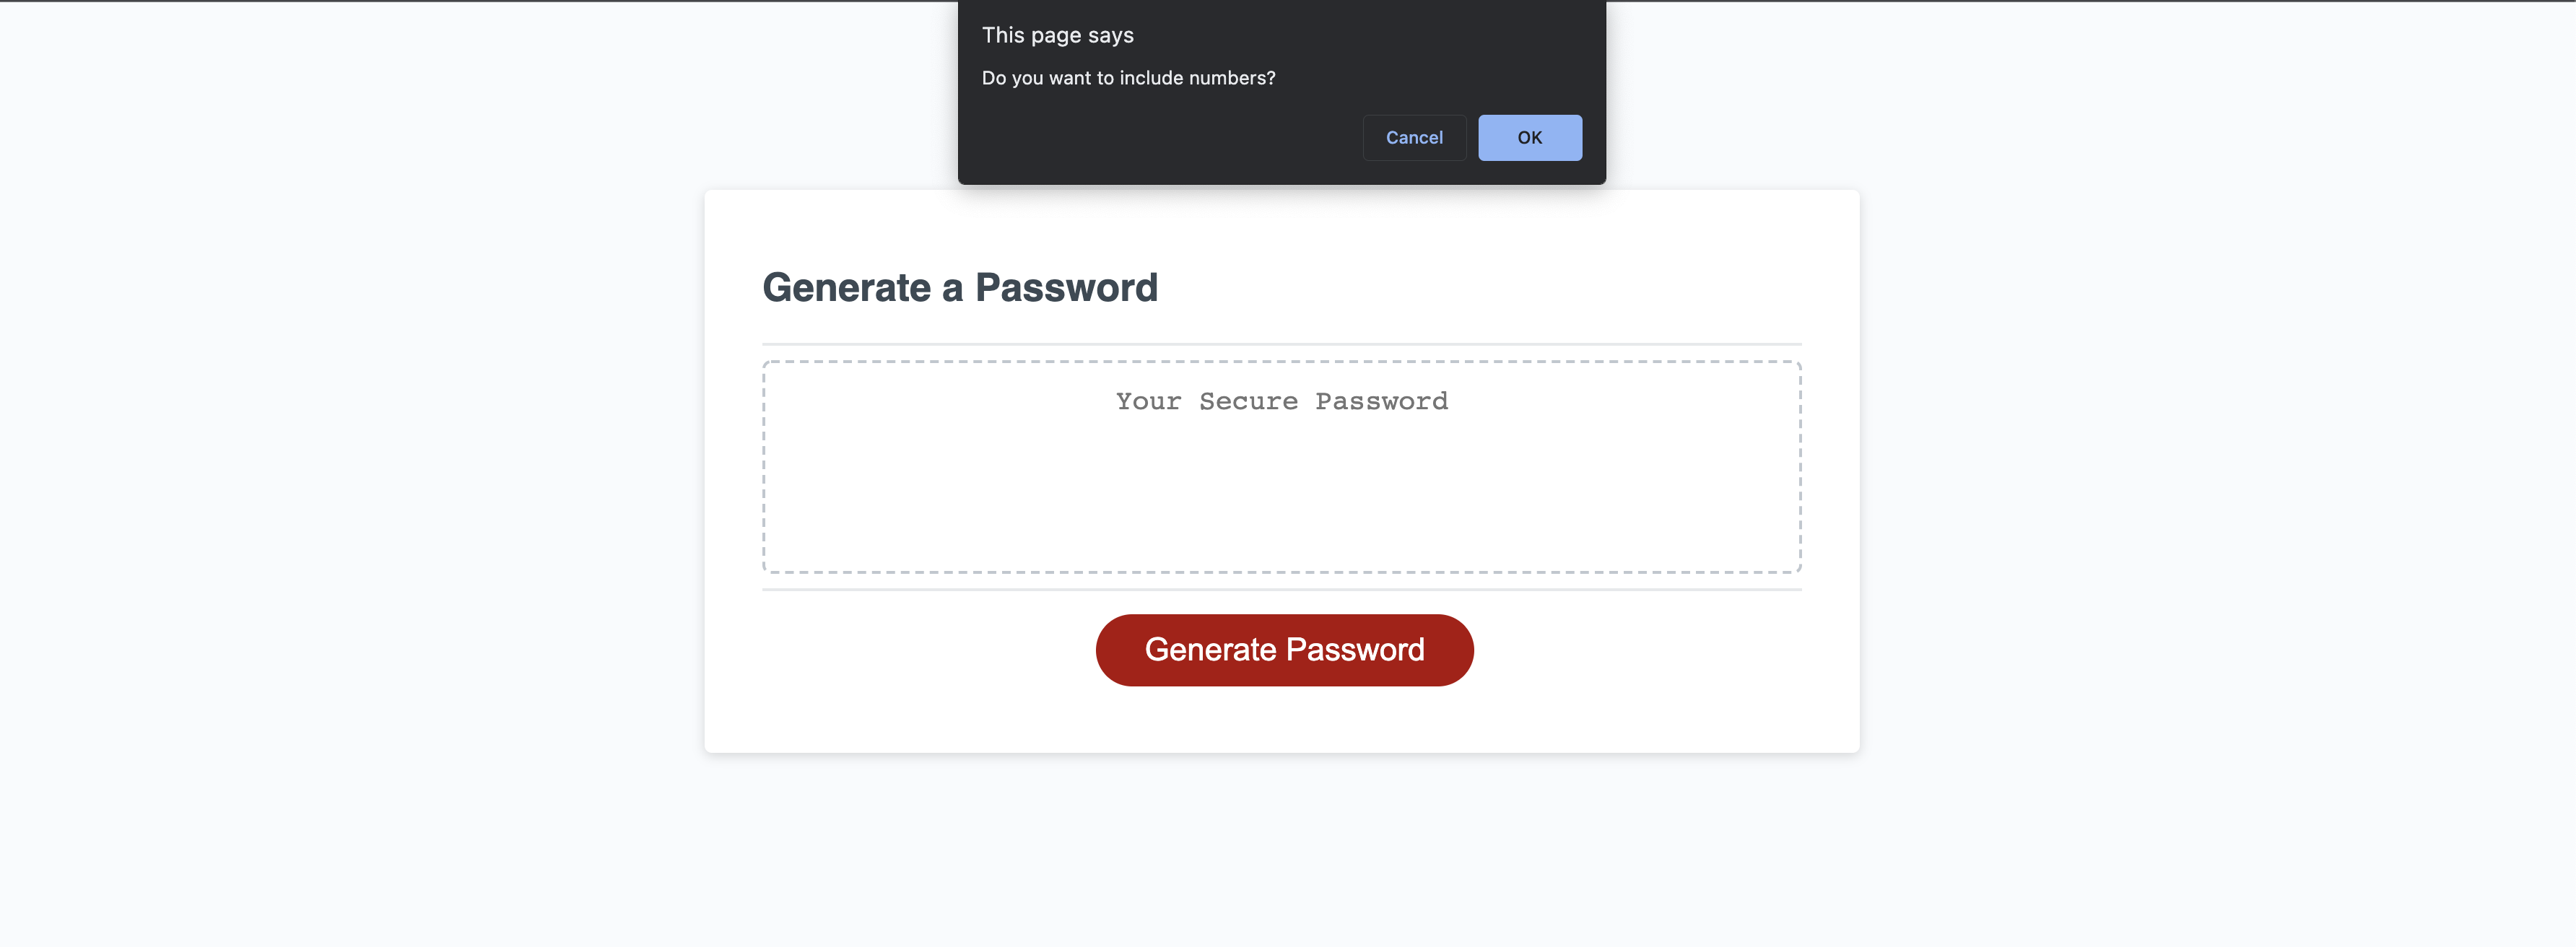 This page says
Do you want to include numbers?
Cancel OK
Generate a Password
Your Secure Password
Generate Password